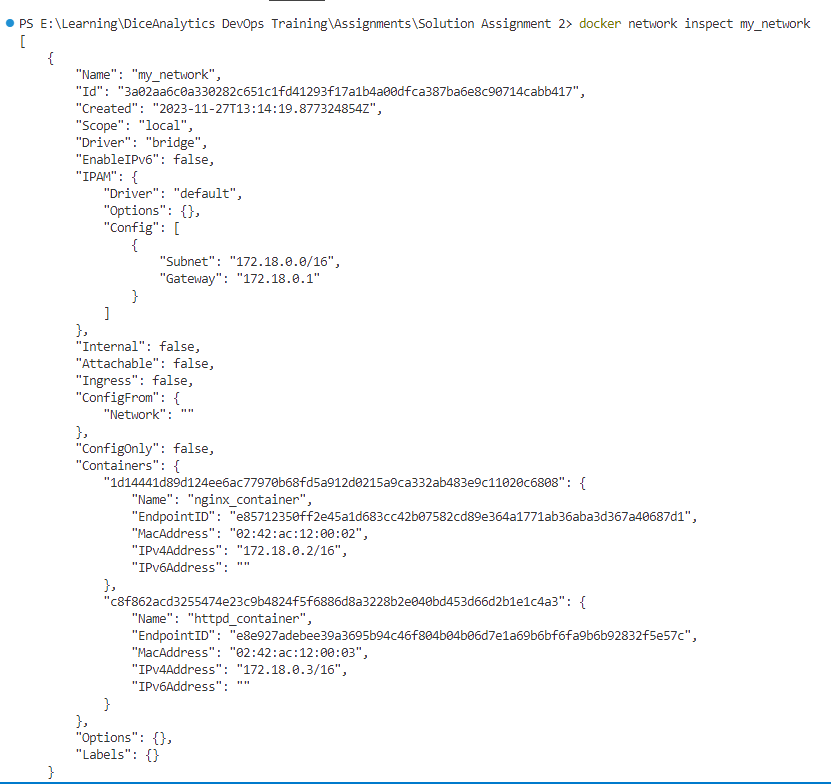 PS E:\Learning\DiceAnalytics DevOps Training\Assignments\Solution Assignment 2> docker network inspect my_network
[
    {
        "Name": "my_network",
        "Id": "3a02aa6c0a330282c651c1fd41293f17a1b4a00dfca387ba6e8c90714cabb417",
        "Created": "2023-11-27T13:14:19.877324854Z",
        "Scope": "local",
        "Driver": "bridge",
        "EnableIPv6": false,
        "IPAM": {
            "Driver": "default",
            "Options": {},
            "Config": [
                {
                    "Subnet": "172.18.0.0/16",
                    "Gateway": "172.18.0.1"
                }
            ]
        },
        "Internal": false,
        "Attachable": false,
        "Ingress": false,
        "ConfigFrom": {
            "Network": ""
        },
        "ConfigOnly": false,
        "Containers": {
            "1d14441d89d124ee6ac77970b68fd5a912d0215a9ca332ab483e9c11020c6808": {
                "Name": "nginx_container",
                "EndpointID": "e85712350ff2e45a1d683cc42b07582cd89e364a1771ab36aba3d367a40687d1",
                "MacAddress": "02:42:ac:12:00:02",
                "IPv4Address": "172.18.0.2/16",
                "IPv6Address": ""
            },
            "c8f862acd3255474e23c9b4824f5f6886d8a3228b2e040bd453d66d2b1e1c4a3": {
                "Name": "httpd_container",
                "EndpointID": "e8e927adebee39a3695b94c46f804b04b06d7e1a69b6bf6fa9b6b92832f5e57c",
                "MacAddress": "02:42:ac:12:00:03",
                "IPv4Address": "172.18.0.3/16",
                "IPv6Address": ""
            }
        },
        "Options": {},
        "Labels": {}
    }